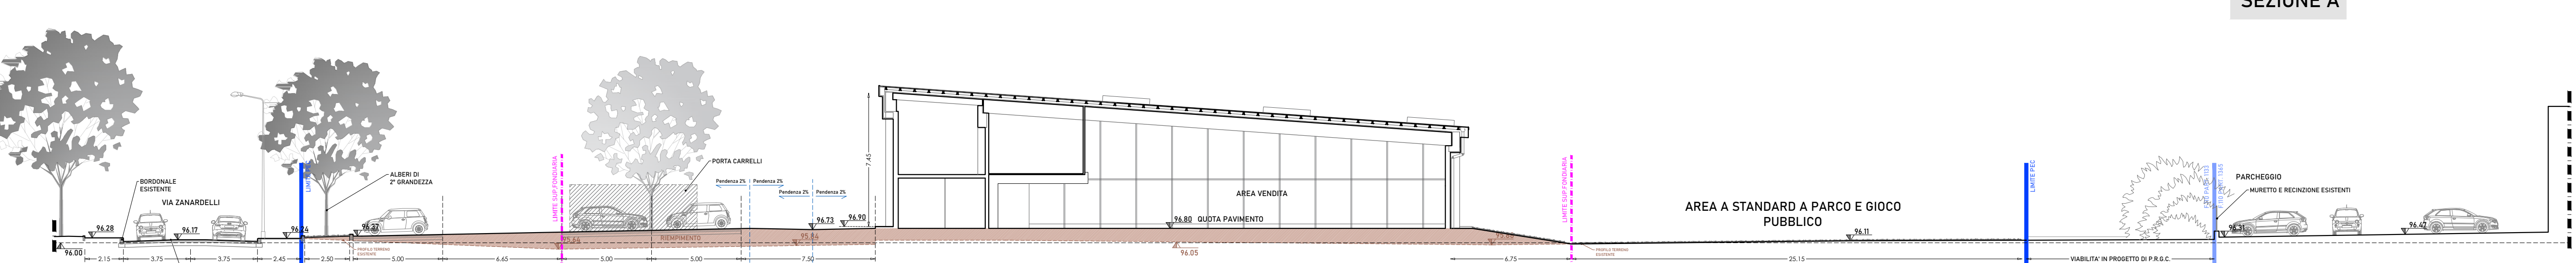 SEZIONE A
PORTA CARRELLI
ALBERI DI
2° GRANDEZZA
BORDONALE
ESISTENTE
VIA ZANARDELLI
LIMITE SUP.FONDIARIA
Pendenza 2%
Pendenza 2%
Pendenza 2%
Pendenza 2%
7.45
AREA VENDITA
LIMITE SUP.FONDIARIA
AREA A STANDARD A PARCO E GIOCO
PUBBLICO
LIMITE PEC
PARCHEGGIO
MURETTO E RECINZIONE ESISTENTI
96.28
96.17
96.24
96.37
96.73
96.90
96.80 QUOTA PAVIMENTO
96.11
96.31
96.47
96.00
RIEMPIMENTO
PROFILO TERRENO
ESISTENTE
96.05
PROFILO TERRENO
ESISTENTE
2.15
3.75
3.75
2.45
2.50
5.00
6.65
5.00
5.00
7.50
6.75
25.15
VIABILITA' IN PROGETTO DI P.R.G.C.